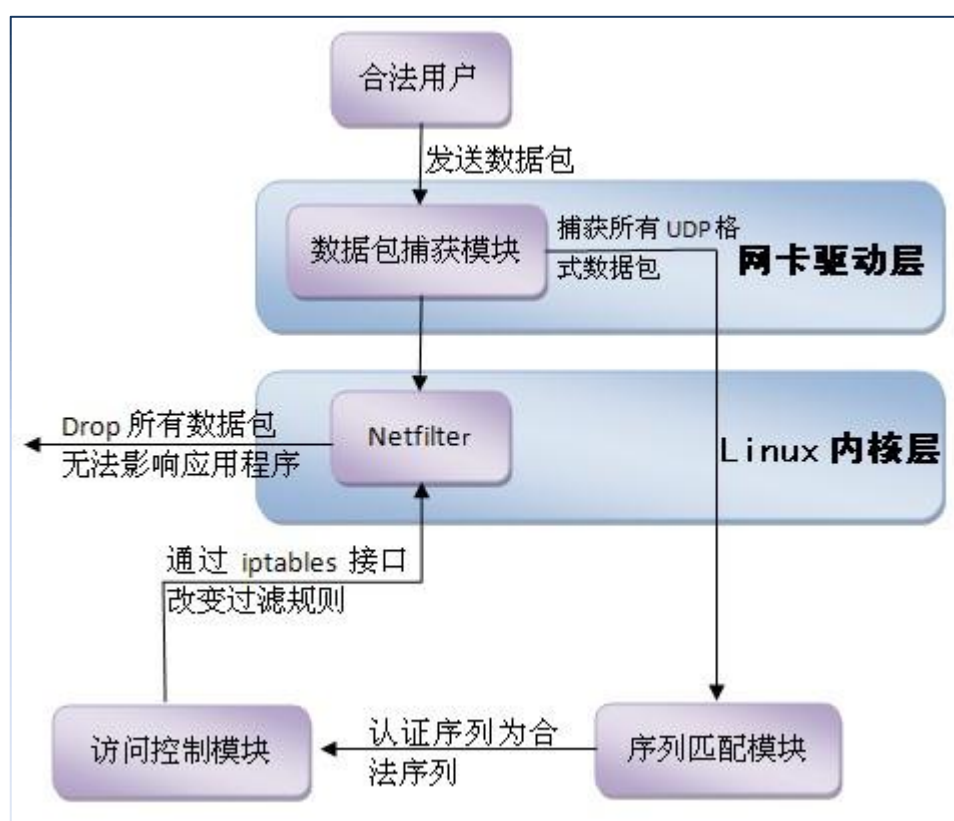 合法用户
发送数据包
数据包捕获模块
捕获所有 UDP 格
式数据包
网卡驱动层
Drop 所有数据包
无法影响应用程序
Netfilter
Linux 内核层
通过 iptables 接口
改变过滤规则
访问控制模块
认证序列为合
法序列
序列匹配模块